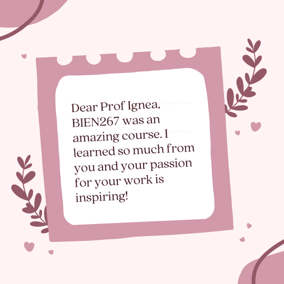 Dear Prof Ignea,
BIEN267 was an
amazing course. I
learned so much from
you and your passion
for your work is
inspiring!